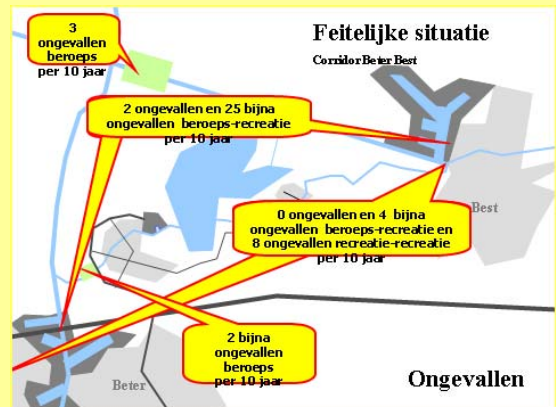 3
ongevallen
beroeps
per 10 jaar
Feitelijke situatie
Corridor Beter Best
2 ongevallen en 25 bijna
ongevallen beroeps-recreatie
per 10 jaar
0 ongevallen en 4 bijna
ongevallen beroeps-recreatie en
8 ongevallen recreatie-recreatie
per 10 jaar
Best
2 bijna
ongevallen
beroeps
per 10 jaar
Beter
Ongevallen